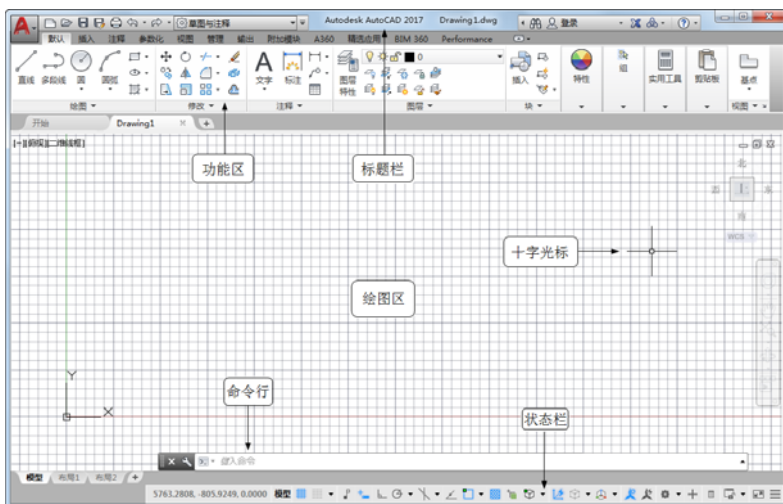 草图与注释 Autodesk AutoCAD 2017 Drawing1.dwg 登录
默认 插入 注释 参数化 视图 管理 输出 附加模块 A360 精选应用 BIM 360 Performance
直线 多段线 圆 圆弧 文字 标注 图层特性 0 插入 特性 组 实用工具 剪贴板 基点
绘图 修改 注释 图层 块 视图
开始 Drawing1
[-][俯视][二维线框]
北
功能区 标题栏
西 上 东
南
WCS
十字光标
绘图区
Y
命令行
X
状态栏
键入命令
模型 布局1 布局2
5763.2808, -805.9249, 0.0000 模型